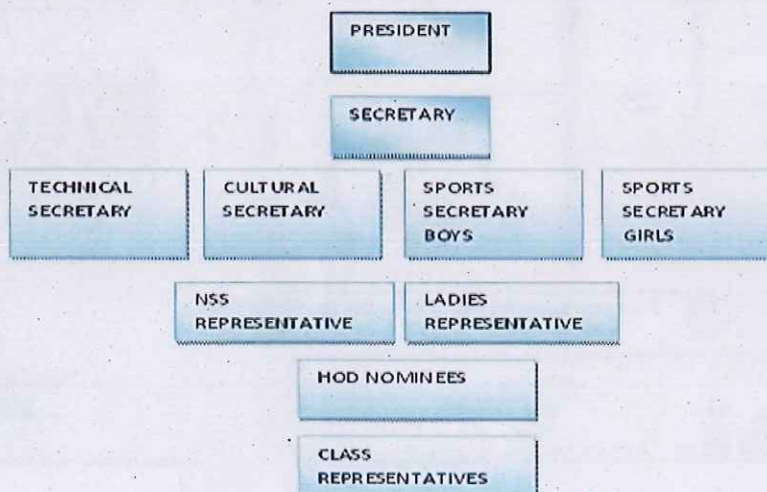 PRESIDENT
SECRETARY
TECHNICAL
SECRETARY
CULTURAL
SECRETARY
SPORTS
SECRETARY
BOYS
SPORTS
SECRETARY
GIRLS
NSS
REPRESENTATIVE
LADIES
REPRESENTATIVE
HOD NOMINEES
CLASS
REPRESENTATIVES